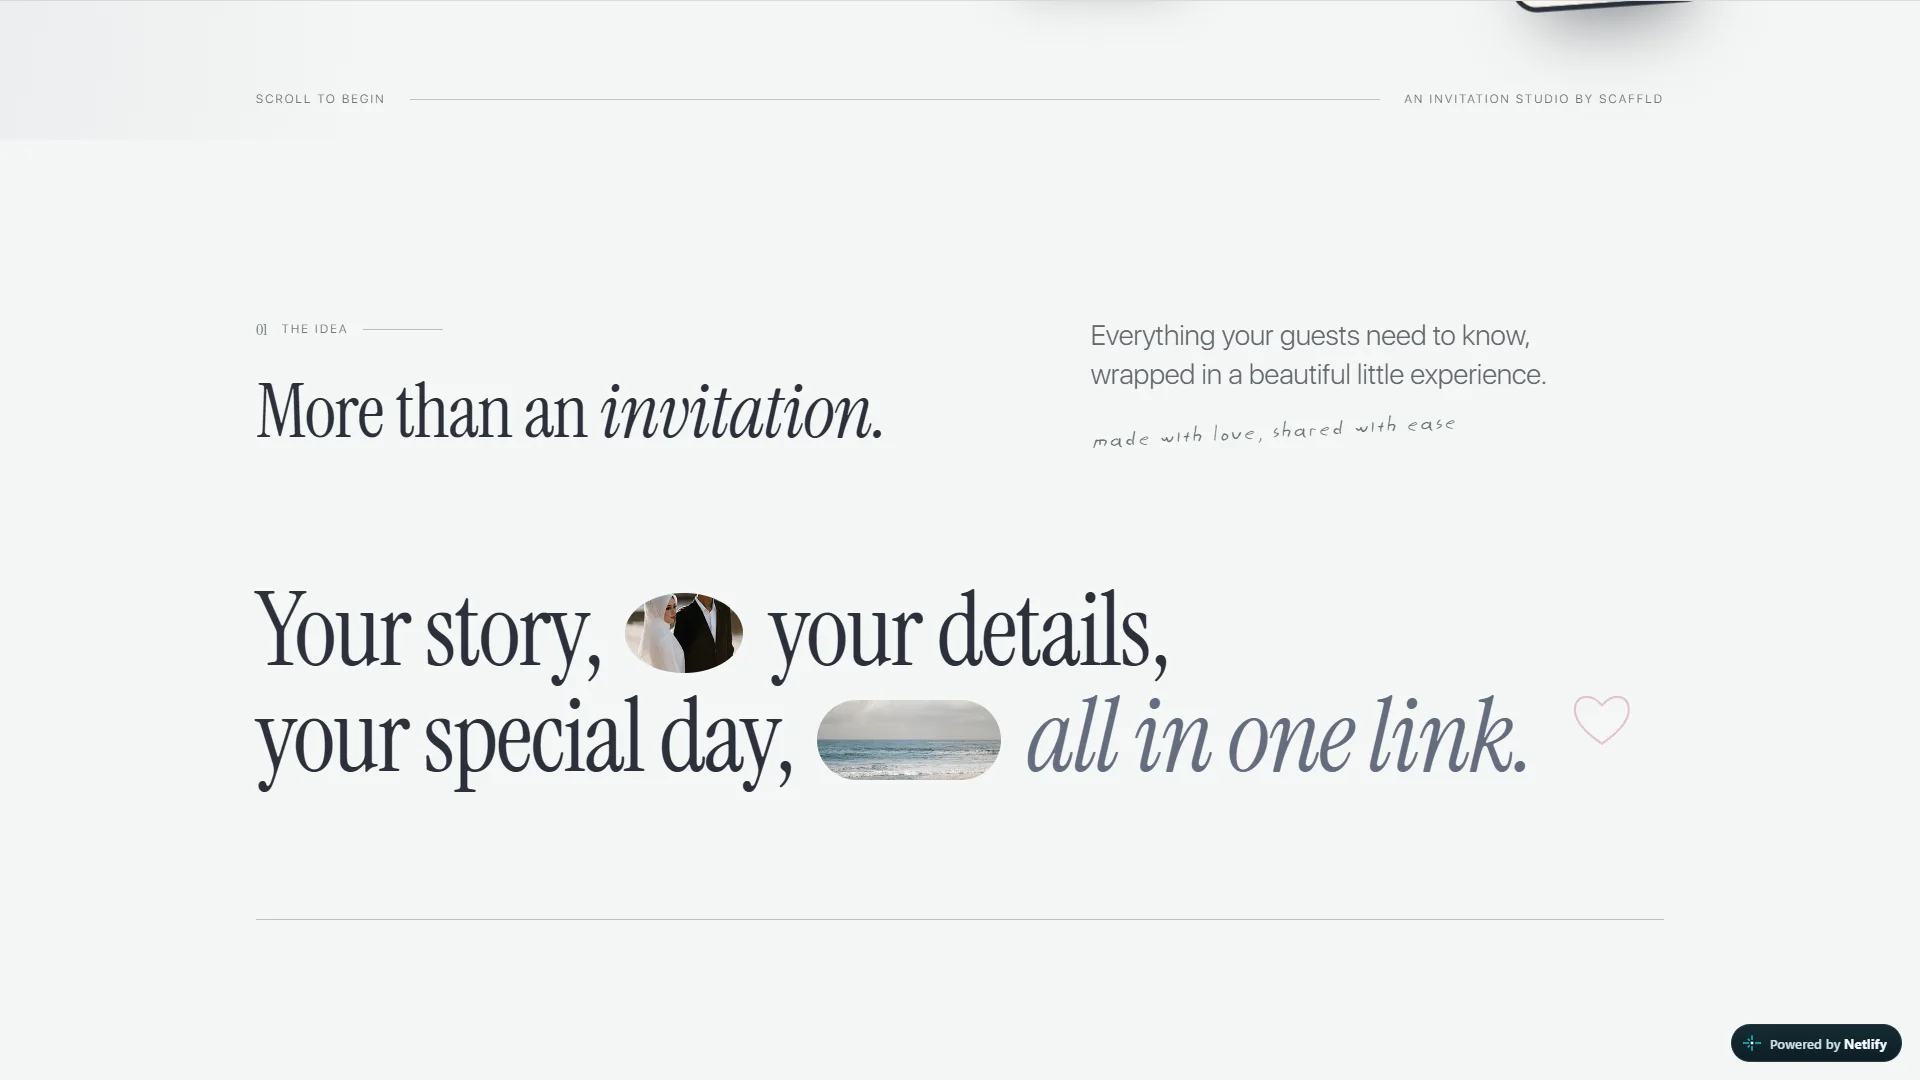 SCROLL TO BEGIN
AN INVITATION STUDIO BY SCAFFLD
01 THE IDEA
More than an invitation.
Everything your guests need to know,
wrapped in a beautiful little experience.
made with love, shared with ease
Your story, your details,
your special day, all in one link.
Powered by Netlify